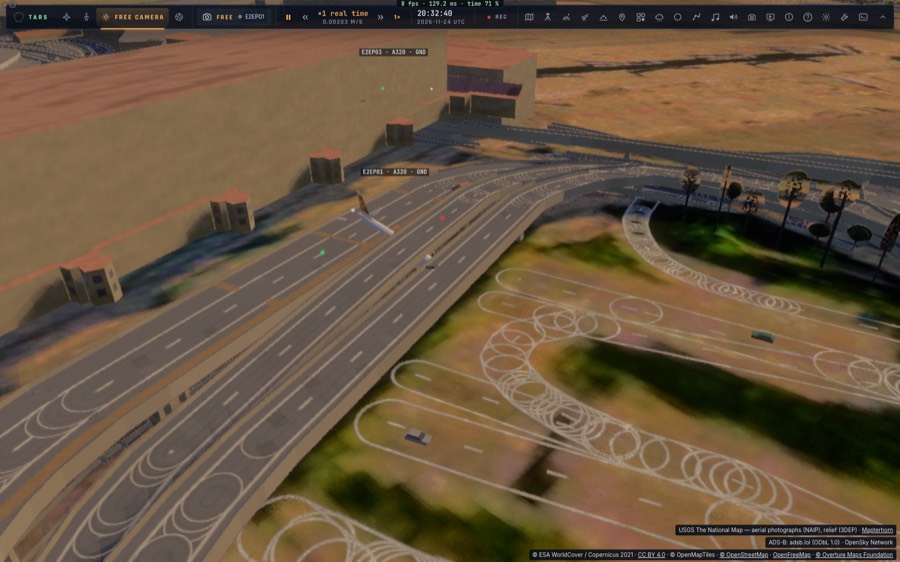 8 fps · 129.2 ms · time 71 %
TARS
FREE CAMERA
FREE E2EP01
×1 real time
0.00203 M/S
1×
20:32:40
2026-11-24 UTC
REC
E2EP03 · A320 · GND
E2EP01 · A320 · GND
USGS The National Map — aerial photographs (NAIP), relief (3DEP) · Mapterhorn
ADS-B: adsb.lol (ODbL 1.0) · OpenSky Network
© ESA WorldCover / Copernicus 2021 · CC BY 4.0 · © OpenMapTiles · © OpenStreetMap · OpenFreeMap · © Overture Maps Foundation